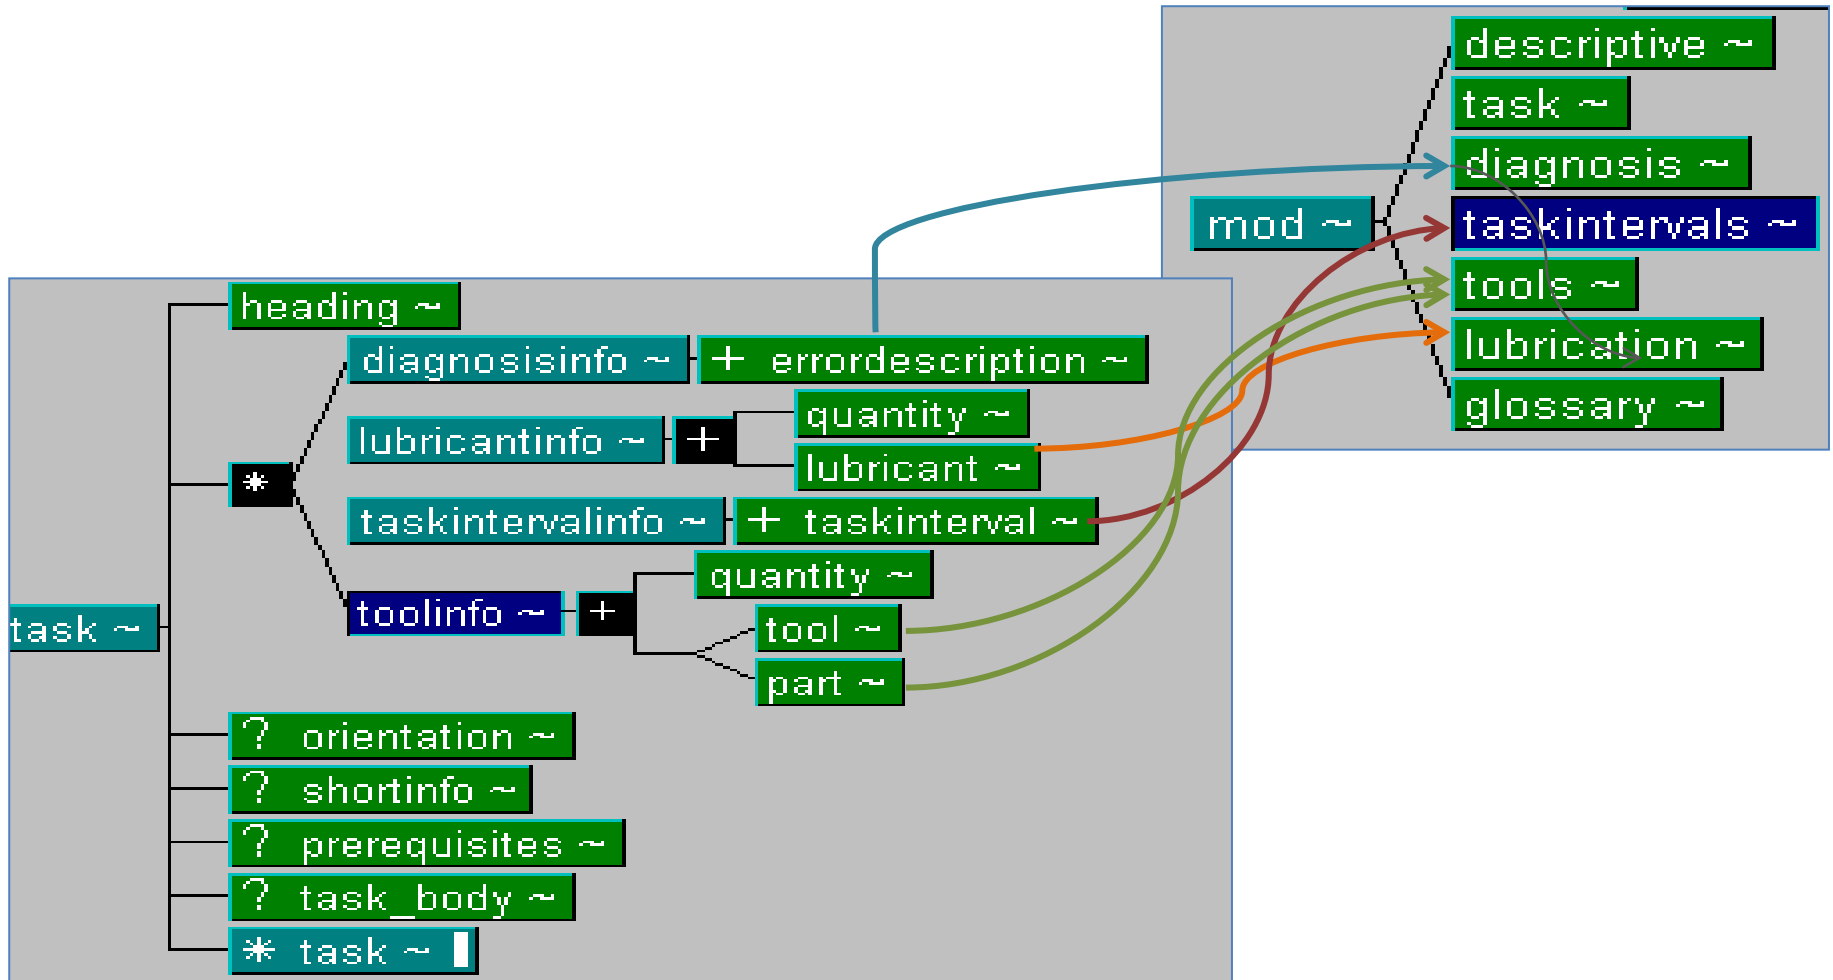 descriptive ~
task ~
diagnosis ~
mod ~
taskintervals ~
tools ~
lubrication ~
glossary ~
heading ~
diagnosisinfo ~
+ errordescription ~
quantity ~
lubricantinfo ~
+
lubricant ~
*
taskintervalinfo ~
+ taskinterval ~
quantity ~
toolinfo ~
+
tool ~
task ~
part ~
? orientation ~
? shortinfo ~
? prerequisites ~
? task_body ~
* task ~